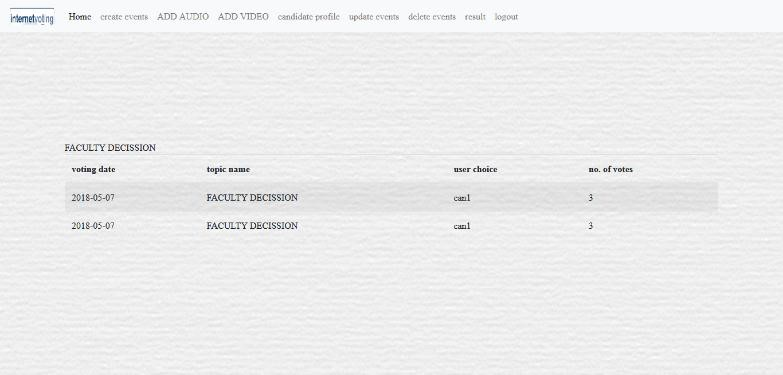 internetvoting Home create events ADD AUDIO ADD VIDEO candidate profile update events delete events result logout
FACULTY DECISSION
voting date topic name user choice no. of votes
2018-05-07 FACULTY DECISSION can1 3
2018-05-07 FACULTY DECISSION can1 3